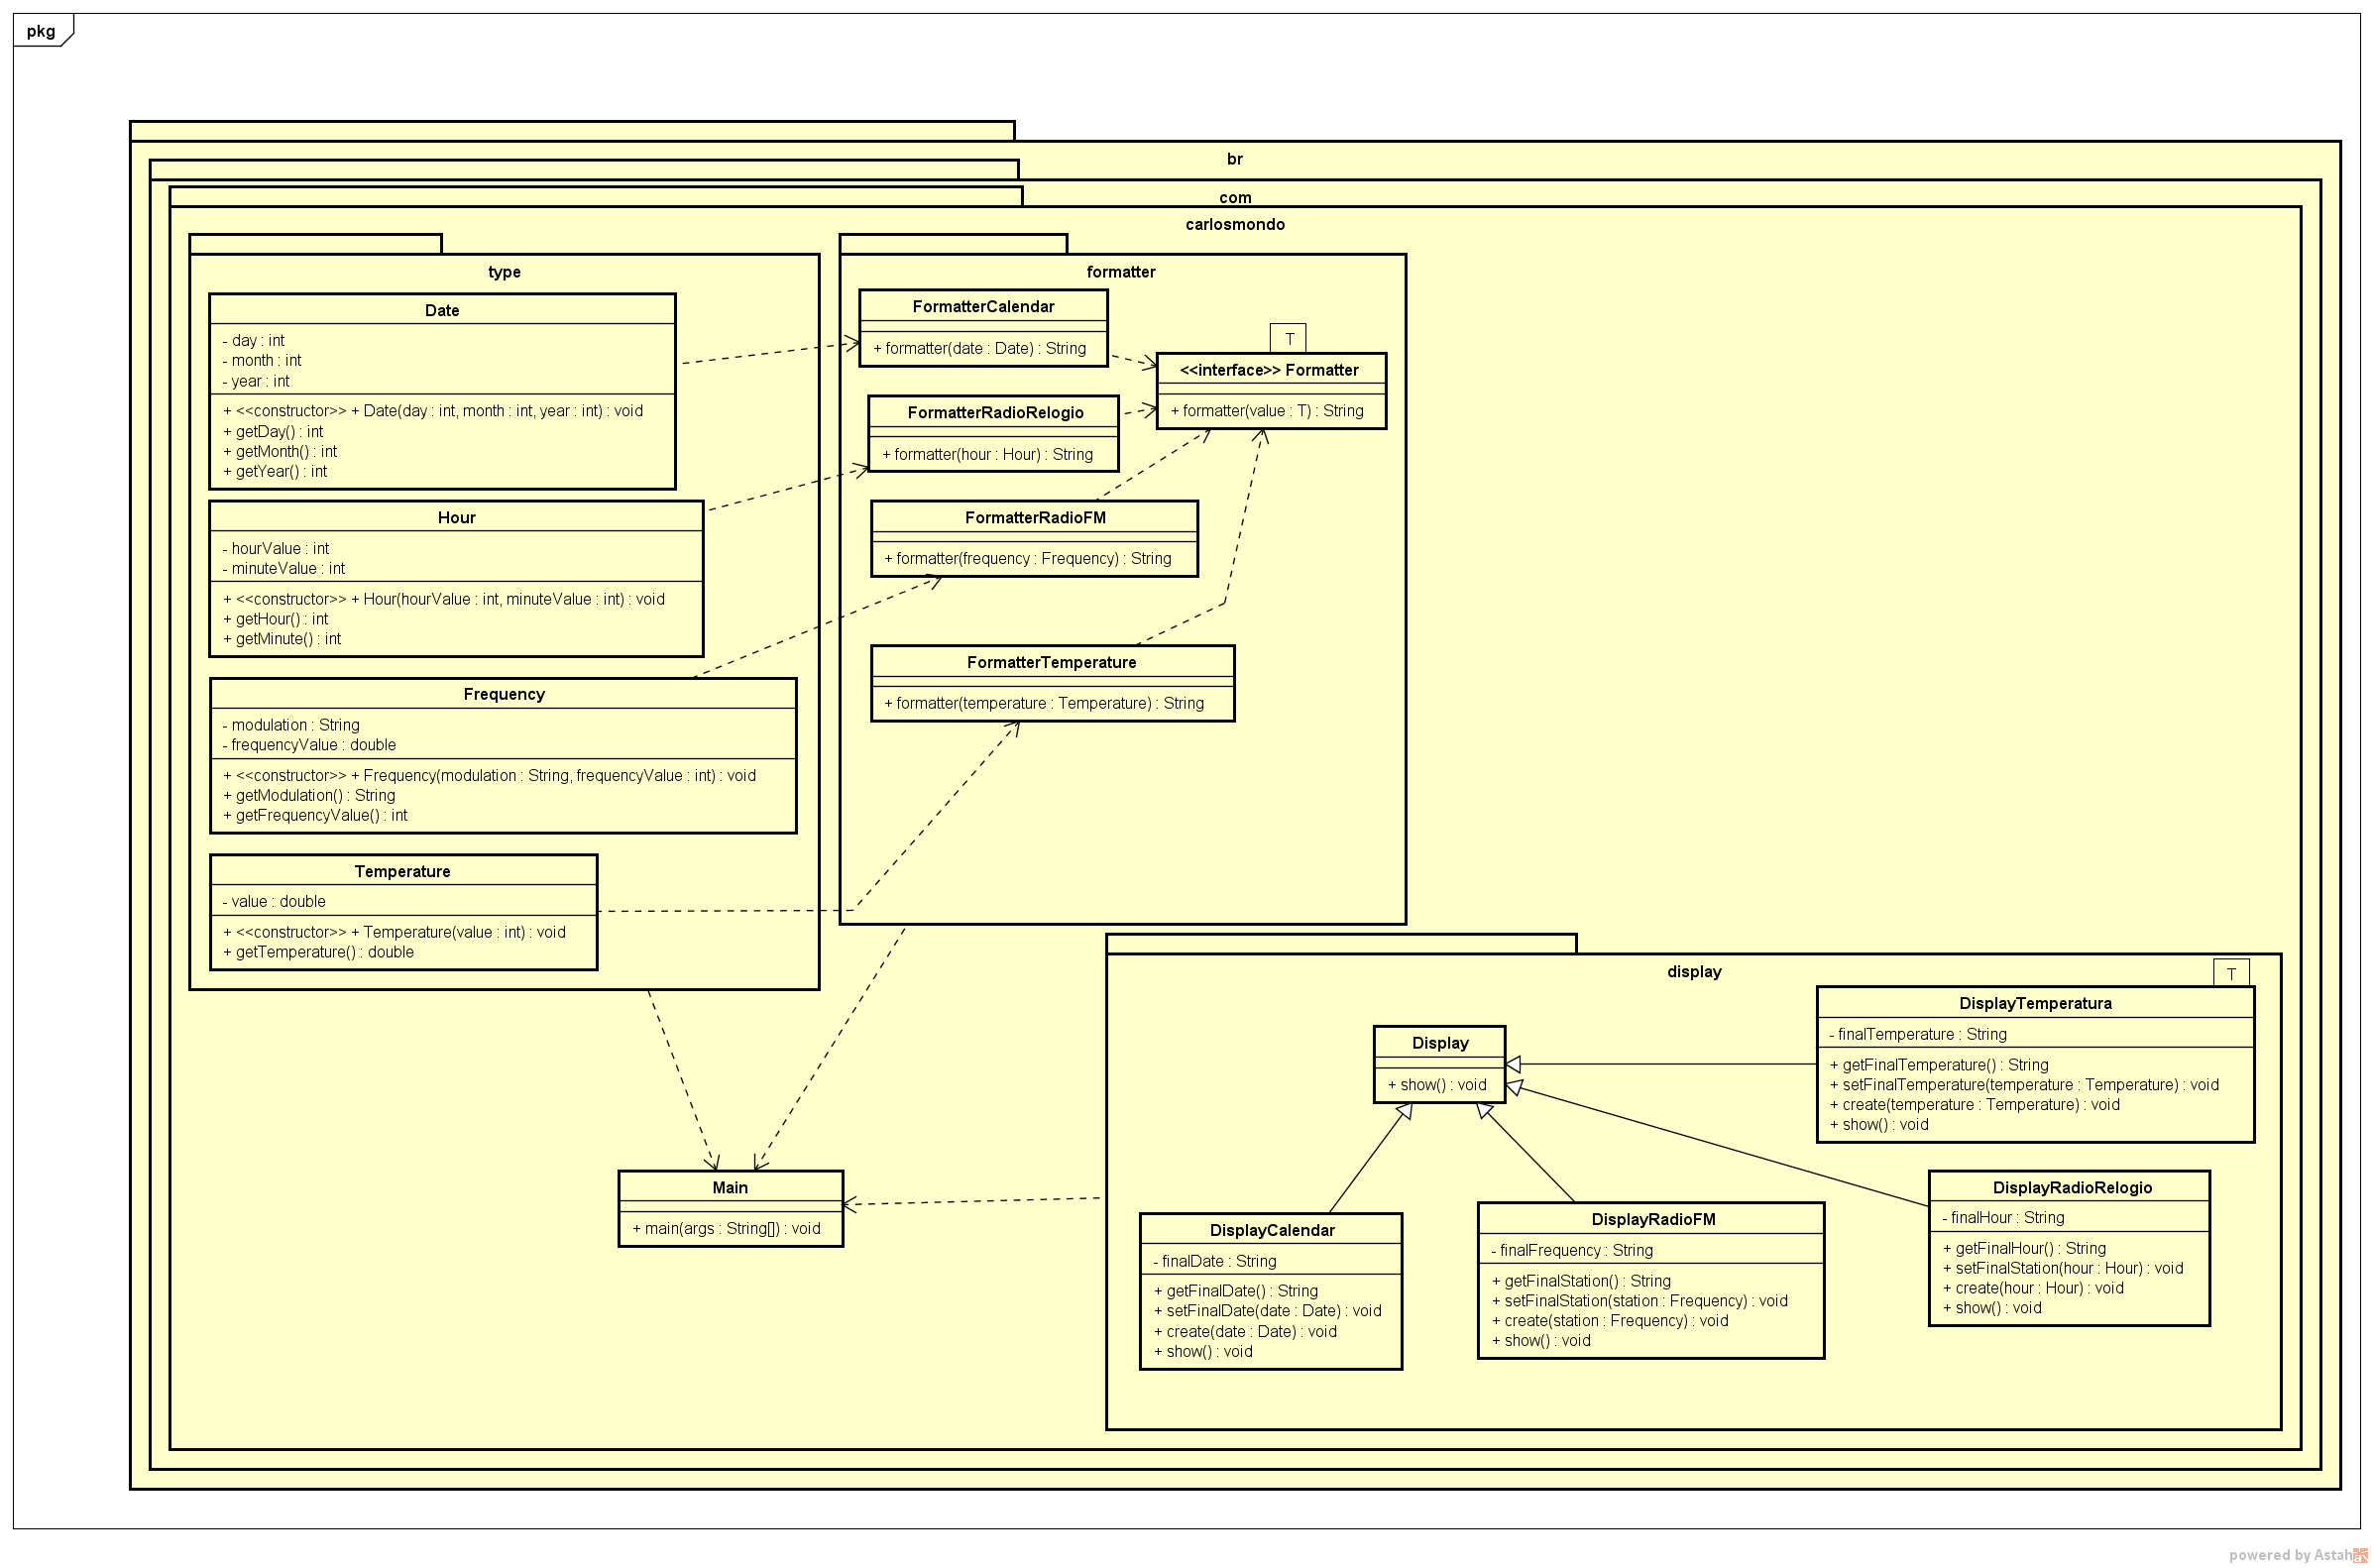 pkg
br
com
carlosmondo
type
Date
- day : int
- month : int
- year : int
+ <<constructor>> + Date(day : int, month : int, year : int) : void
+ getDay() : int
+ getMonth() : int
+ getYear() : int
Hour
- hourValue : int
- minuteValue : int
+ <<constructor>> + Hour(hourValue : int, minuteValue : int) : void
+ getHour() : int
+ getMinute() : int
Frequency
- modulation : String
- frequencyValue : double
+ <<constructor>> + Frequency(modulation : String, frequencyValue : int) : void
+ getModulation() : String
+ getFrequencyValue() : int
Temperature
- value : double
+ <<constructor>> + Temperature(value : int) : void
+ getTemperature() : double
formatter
FormatterCalendar
+ formatter(date : Date) : String
T
<<interface>> Formatter
+ formatter(value : T) : String
FormatterRadioRelogio
+ formatter(hour : Hour) : String
FormatterRadioFM
+ formatter(frequency : Frequency) : String
FormatterTemperature
+ formatter(temperature : Temperature) : String
Main
+ main(args : String[]) : void
display
T
DisplayTemperatura
- finalTemperature : String
+ getFinalTemperature() : String
+ setFinalTemperature(temperature : Temperature) : void
+ create(temperature : Temperature) : void
+ show() : void
Display
+ show() : void
DisplayCalendar
- finalDate : String
+ getFinalDate() : String
+ setFinalDate(date : Date) : void
+ create(date : Date) : void
+ show() : void
DisplayRadioFM
- finalFrequency : String
+ getFinalStation() : String
+ setFinalStation(station : Frequency) : void
+ create(station : Frequency) : void
+ show() : void
DisplayRadioRelogio
- finalHour : String
+ getFinalHour() : String
+ setFinalStation(hour : Hour) : void
+ create(hour : Hour) : void
+ show() : void
powered by Astah